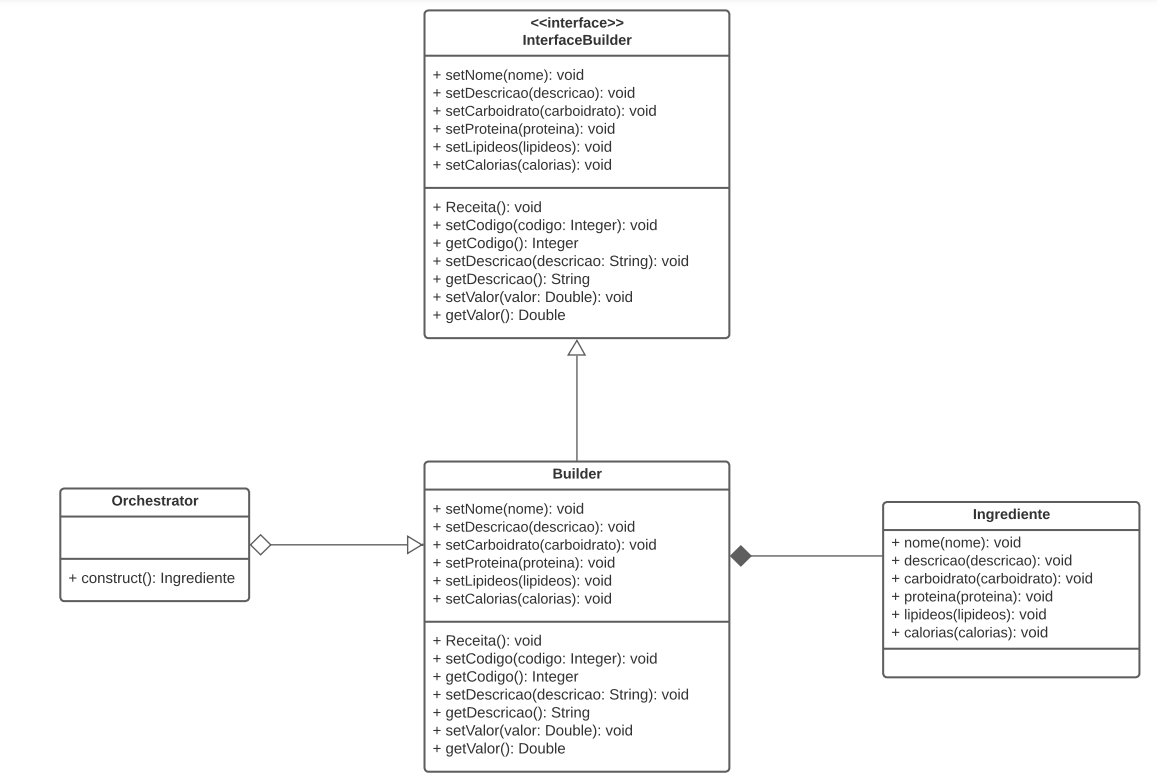 <<interface>>
InterfaceBuilder
+ setNome(nome): void
+ setDescricao(descricao): void
+ setCarboidrato(carboidrato): void
+ setProteina(proteina): void
+ setLipideos(lipideos): void
+ setCalorias(calorias): void
+ Receita(): void
+ setCodigo(codigo: Integer): void
+ getCodigo(): Integer
+ setDescricao(descricao: String): void
+ getDescricao(): String
+ setValor(valor: Double): void
+ getValor(): Double
Orchestrator
+ construct(): Ingrediente
Builder
+ setNome(nome): void
+ setDescricao(descricao): void
+ setCarboidrato(carboidrato): void
+ setProteina(proteina): void
+ setLipideos(lipideos): void
+ setCalorias(calorias): void
+ Receita(): void
+ setCodigo(codigo: Integer): void
+ getCodigo(): Integer
+ setDescricao(descricao: String): void
+ getDescricao(): String
+ setValor(valor: Double): void
+ getValor(): Double
Ingrediente
+ nome(nome): void
+ descricao(descricao): void
+ carboidrato(carboidrato): void
+ proteina(proteina): void
+ lipideos(lipideos): void
+ calorias(calorias): void